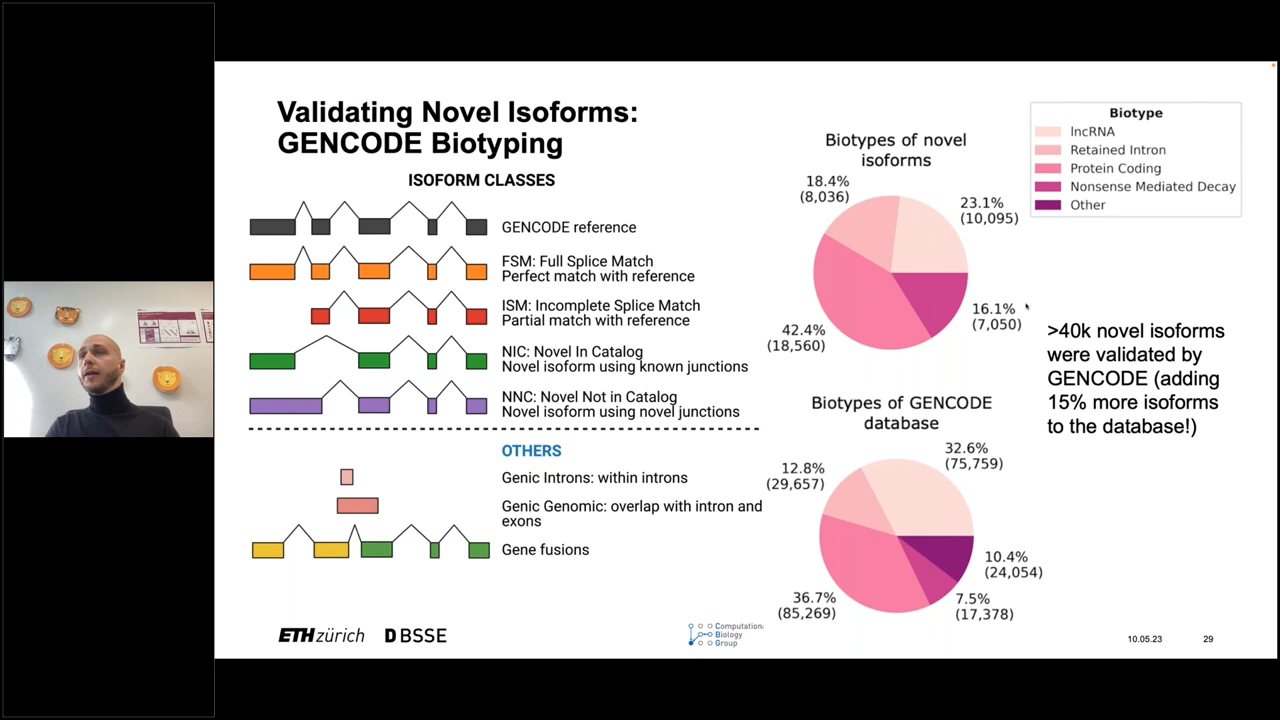 Validating Novel Isoforms:
GENCODE Biotyping
ISOFORM CLASSES
GENCODE reference
FSM: Full Splice Match
Perfect match with reference
ISM: Incomplete Splice Match
Partial match with reference
NIC: Novel In Catalog
Novel isoform using known junctions
NNC: Novel Not in Catalog
Novel isoform using novel junctions
OTHERS
Genic Introns: within introns
Genic Genomic: overlap with intron and
exons
Gene fusions
Biotypes of novel
isoforms
18.4%
(8,036)
23.1%
(10,095)
16.1%
(7,050)
42.4%
(18,560)
Biotypes of GENCODE
database
32.6%
(75,759)
12.8%
(29,657)
10.4%
(24,054)
7.5%
(17,378)
36.7%
(85,269)
Biotype
lncRNA
Retained Intron
Protein Coding
Nonsense Mediated Decay
Other
>40k novel isoforms
were validated by
GENCODE (adding
15% more isoforms
to the database!)
ETH zürich
D BSSE
Computation
Biology
Group
10.05.23
29